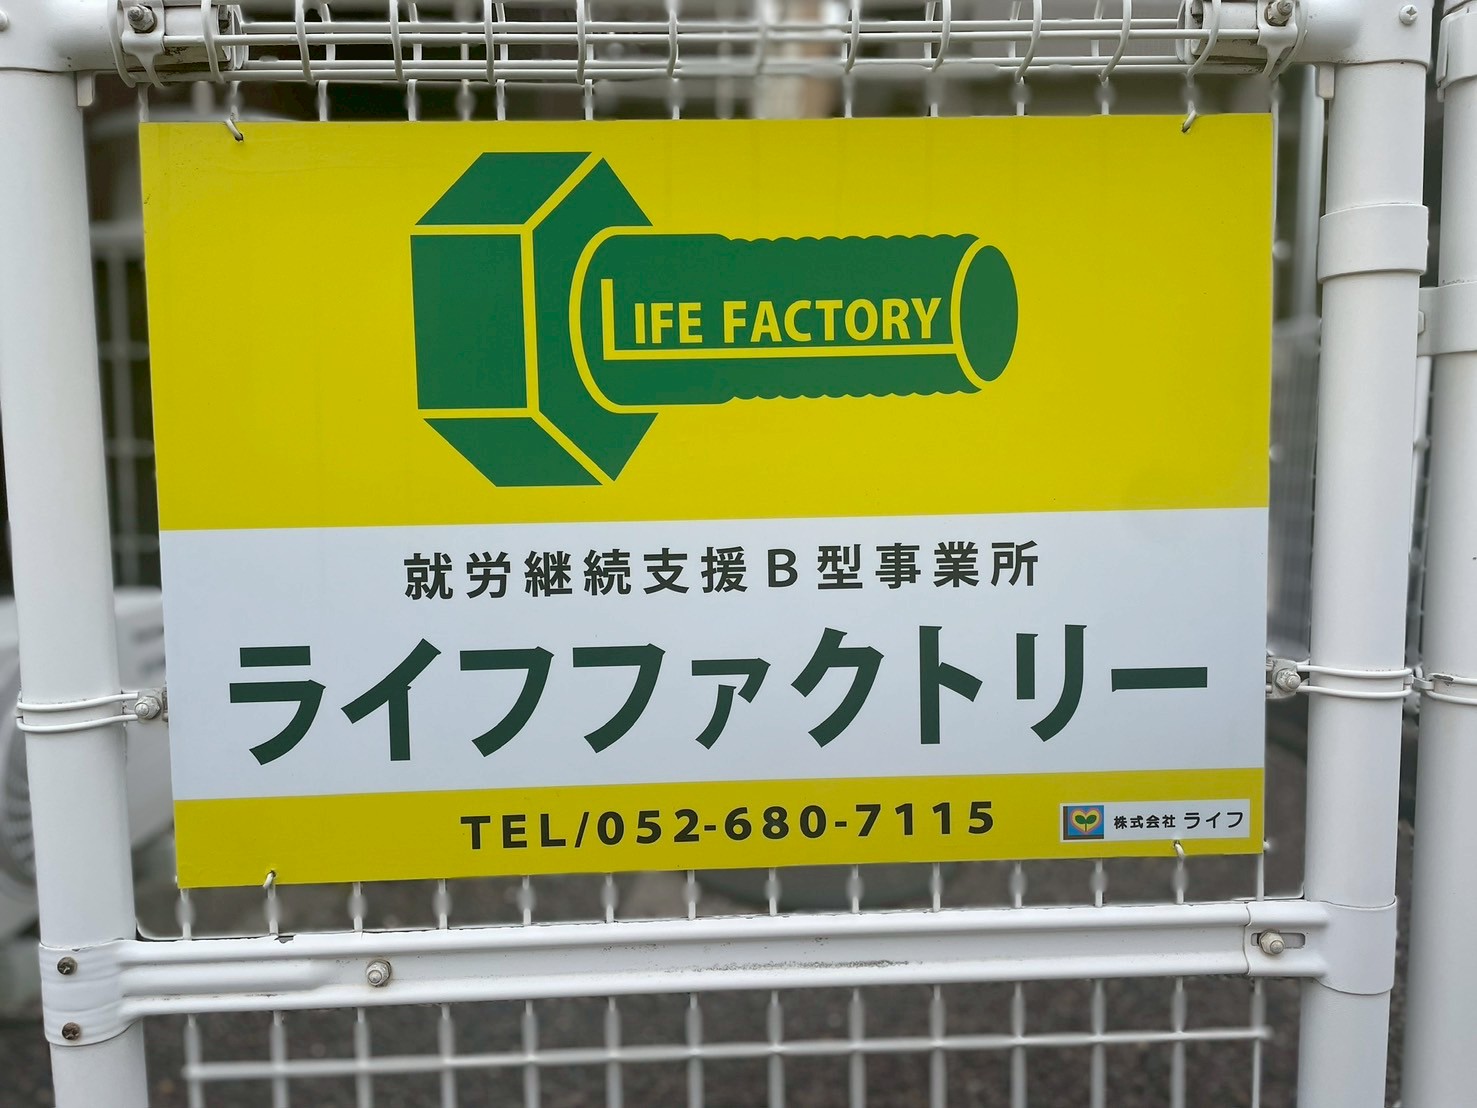 LIFE FACTORY
就労継続支援B型事業所
ライフファクトリー
TEL/052-680-7115
株式会社 ライフ